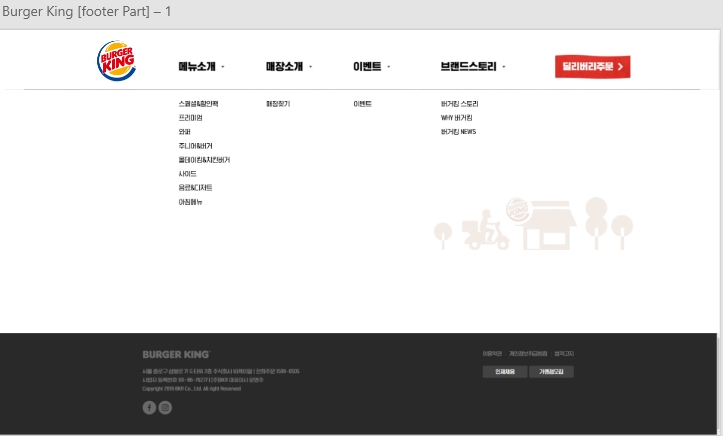 Burger King [footer Part] – 1
BURGER KING
메뉴소개 매장소개 이벤트 브랜드스토리 딜리버리주문
스페셜&할인팩 매장찾기 이벤트 버거킹 스토리
프리미엄 WHY 버거킹
와퍼 버거킹 NEWS
주니어&버거
올데이킹&치킨버거
사이드
음료&디저트
아침메뉴
BURGER KING
이용약관 개인정보취급방침 법적고지
인재채용 가맹점모집
Copyright 2019 BKR Co., Ltd. All right Reserved